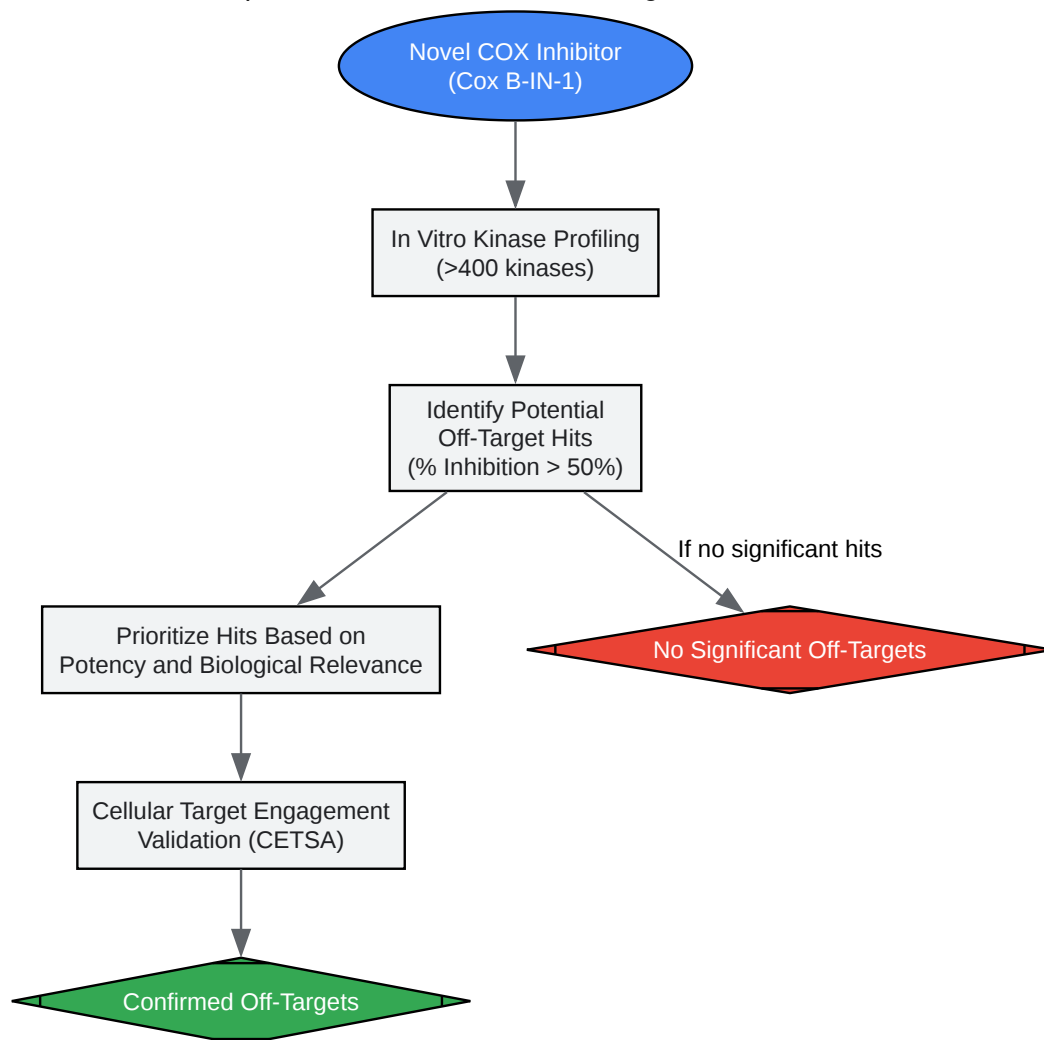 Novel COX Inhibitor
(Cox B-IN-1)
In Vitro Kinase Profiling
(>400 kinases)
Identify Potential
Off-Target Hits
(% Inhibition > 50%)
If no significant hits
Prioritize Hits Based on
Potency and Biological Relevance
No Significant Off-Targets
Cellular Target Engagement
Validation (CETSA)
Confirmed Off-Targets